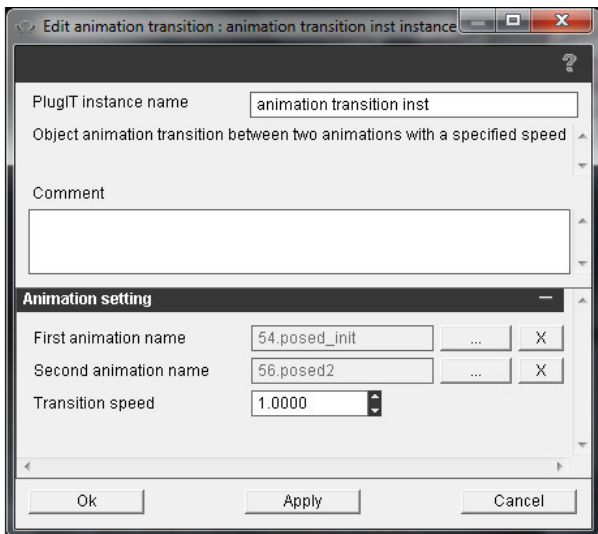 Edit animation transition : animation transition inst instance
?
PlugIT instance name animation transition inst
Object animation transition between two animations with a specified speed
Comment
Animation setting
First animation name 54.posed_init ... X
Second animation name 56.posed2 ... X
Transition speed 1.0000
Ok Apply Cancel